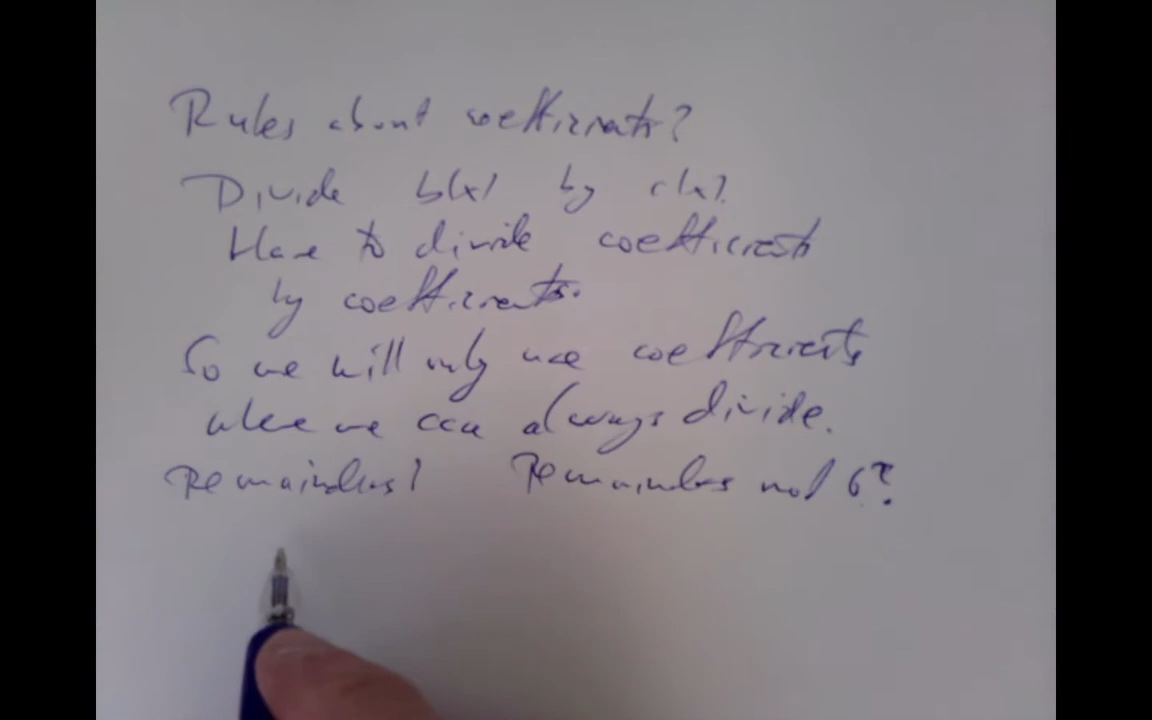 Rules about coefficients?
Divide b(x) by c(x)?
Have to divide coefficients
by coefficients.
So we will only use coefficients
where we can always divide.
Remainders! Remainders mod 6?